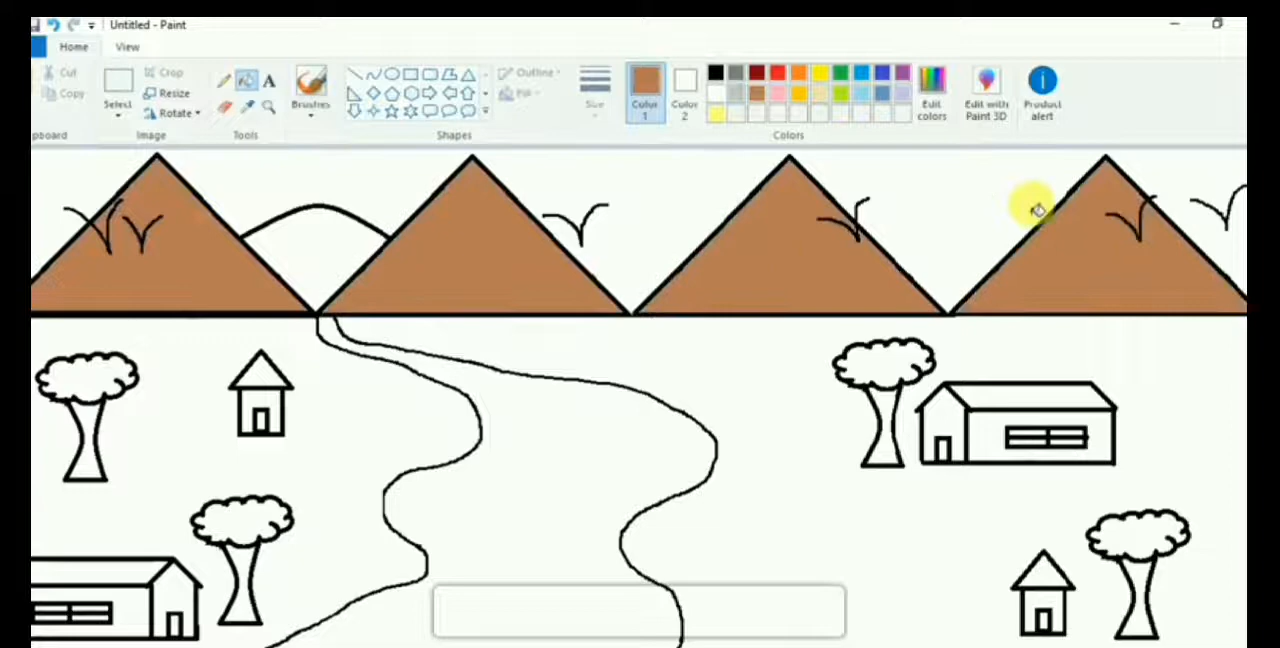 Untitled - Paint
Home View
Cut Crop Outline
Copy Select Resize Rotate A Brushes Fill Size Color 1 Color 2 Edit colors Edit with Paint 3D Product alert
pboard Image Tools Shapes Colors